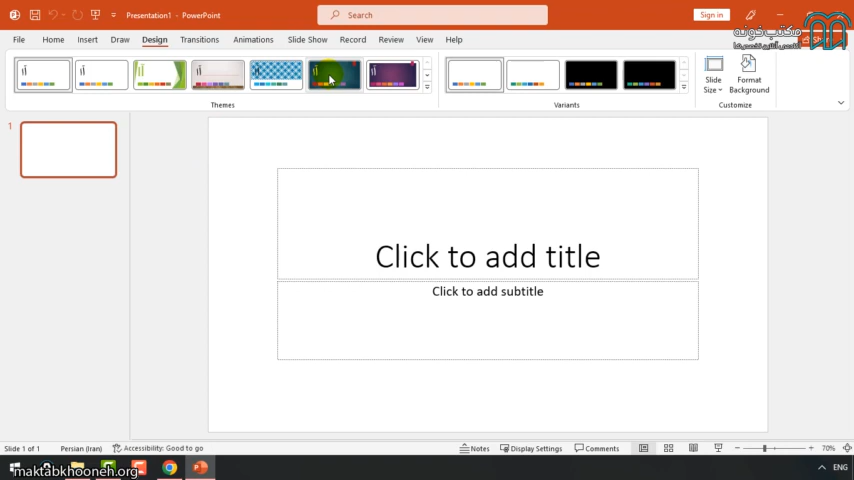 Presentation1 - PowerPoint
Search
Sign in
مکتب‌خونه
File Home Insert Draw Design Transitions Animations Slide Show Record Review View Help
Slide Size
Format Background
Themes
Variants
Customize
1
Click to add title
Click to add subtitle
Slide 1 of 1
Persian (Iran)
Accessibility: Good to go
Notes
Display Settings
Comments
70%
maktabkhooneh.org
ENG